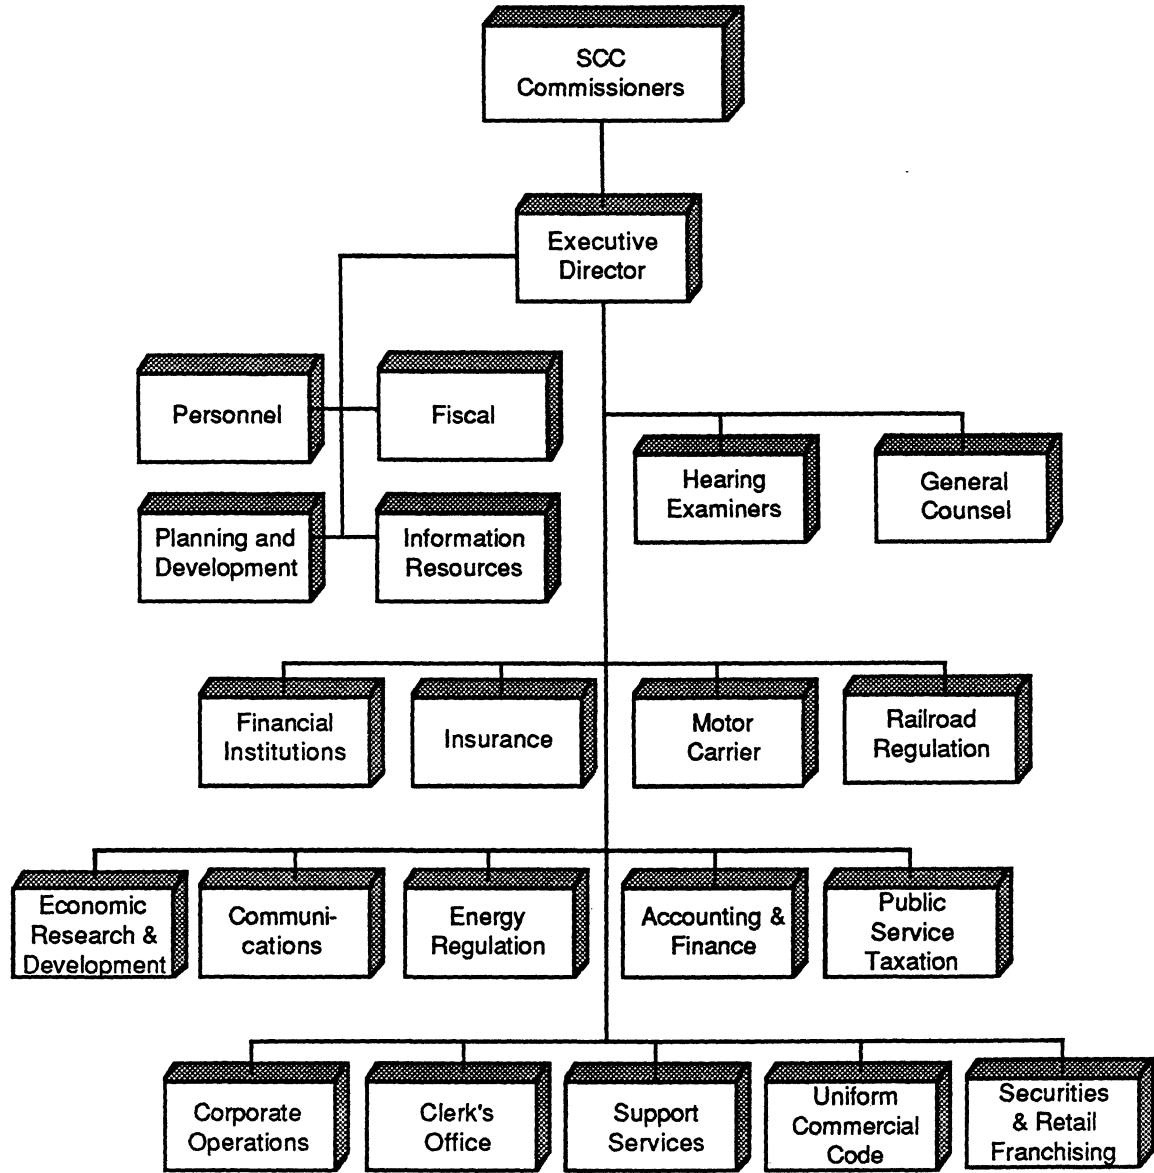 SCC
Commissioners
Executive
Director
Personnel
Fiscal
Hearing
Examiners
General
Counsel
Planning and
Development
Information
Resources
Financial
Institutions
Insurance
Motor
Carrier
Railroad
Regulation
Economic
Research &
Development
Communi-
cations
Energy
Regulation
Accounting &
Finance
Public
Service
Taxation
Corporate
Operations
Clerk's
Office
Support
Services
Uniform
Commercial
Code
Securities
& Retail
Franchising